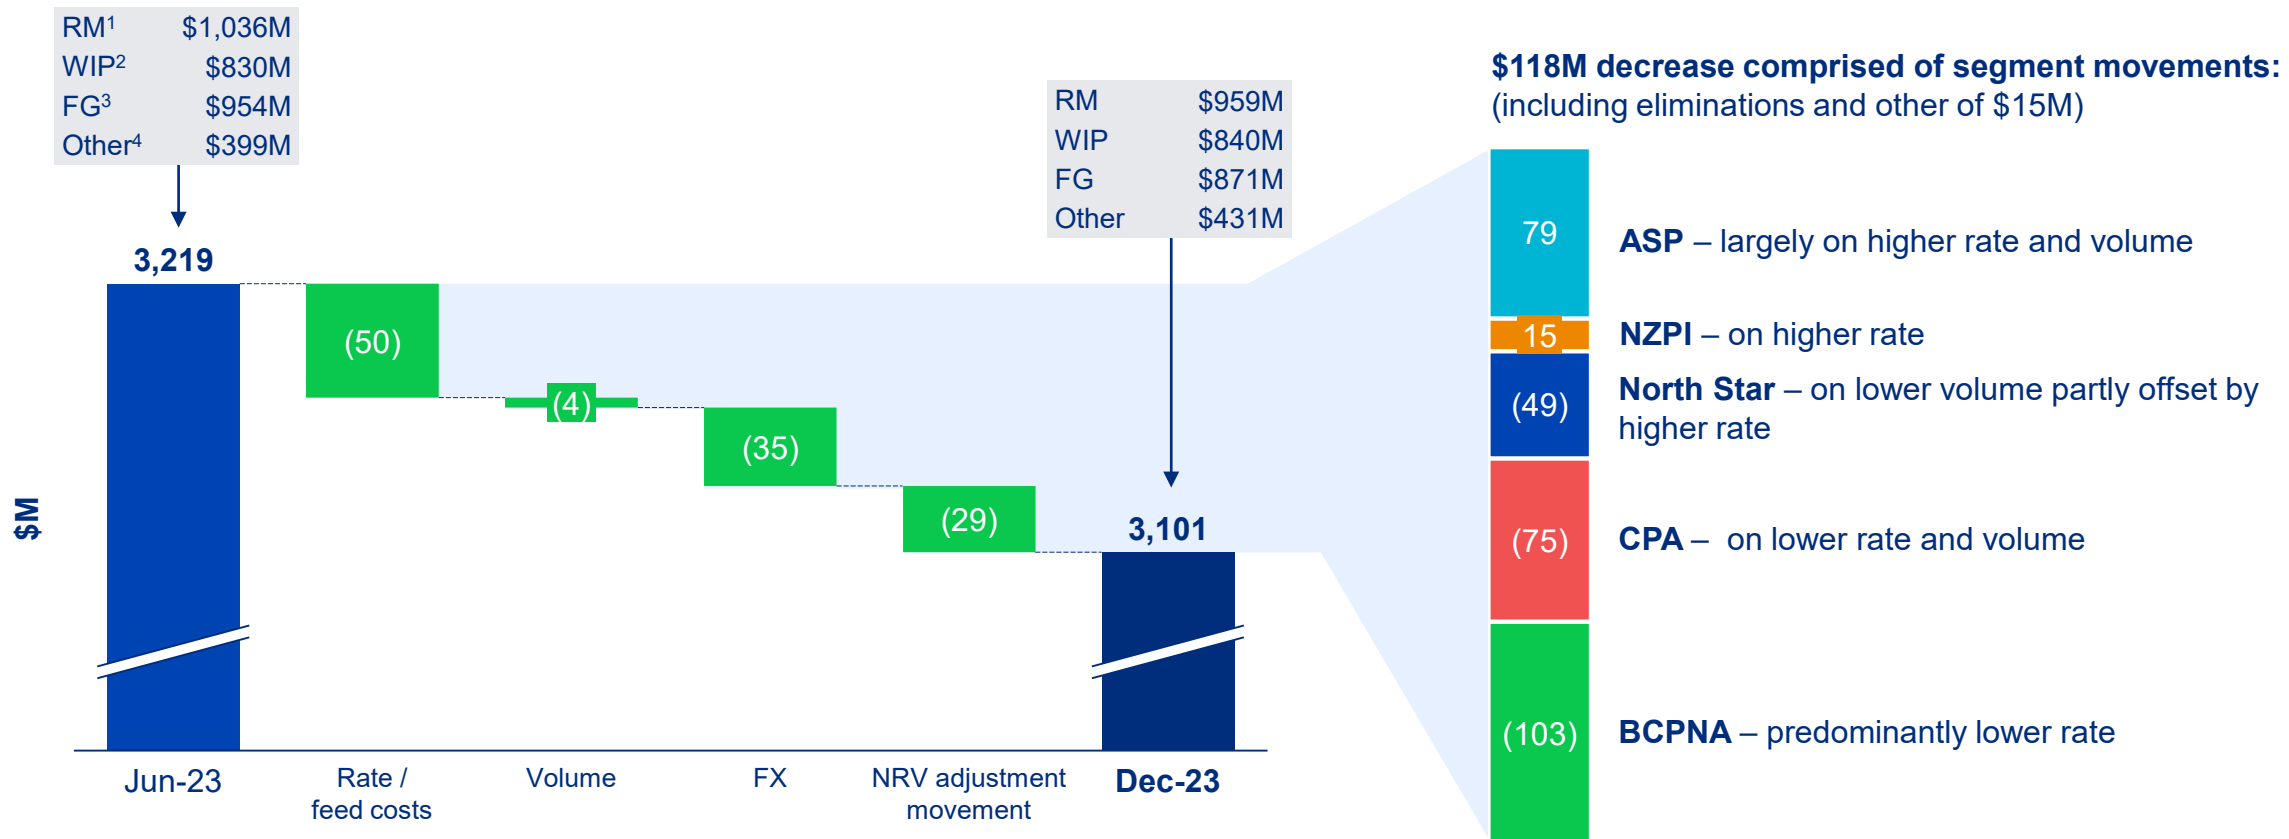 RM¹ $1,036M
WIP² $830M
FG³ $954M
Other⁴ $399M
3,219
(50)
(4)
(35)
(29)
RM $959M
WIP $840M
FG $871M
Other $431M
3,101
$M
Jun-23
Rate /
feed costs
Volume
FX
NRV adjustment
movement
Dec-23
$118M decrease comprised of segment movements:
(including eliminations and other of $15M)
79
ASP – largely on higher rate and volume
15
NZPI – on higher rate
(49)
North Star – on lower volume partly offset by
higher rate
(75)
CPA – on lower rate and volume
(103)
BCPNA – predominantly lower rate